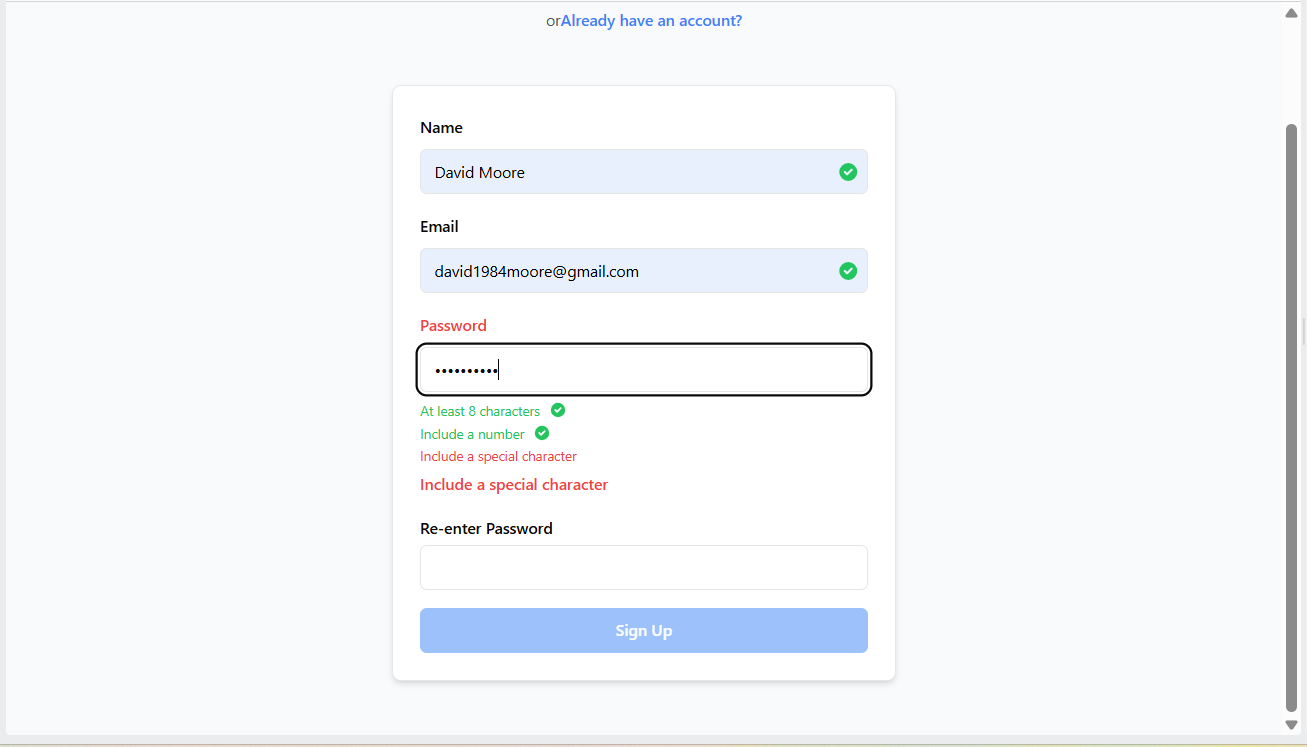 orAlready have an account?
Name
David Moore
Email
david1984moore@gmail.com
Password
••••••••••
At least 8 characters
Include a number
Include a special character
Include a special character
Re-enter Password
Sign Up